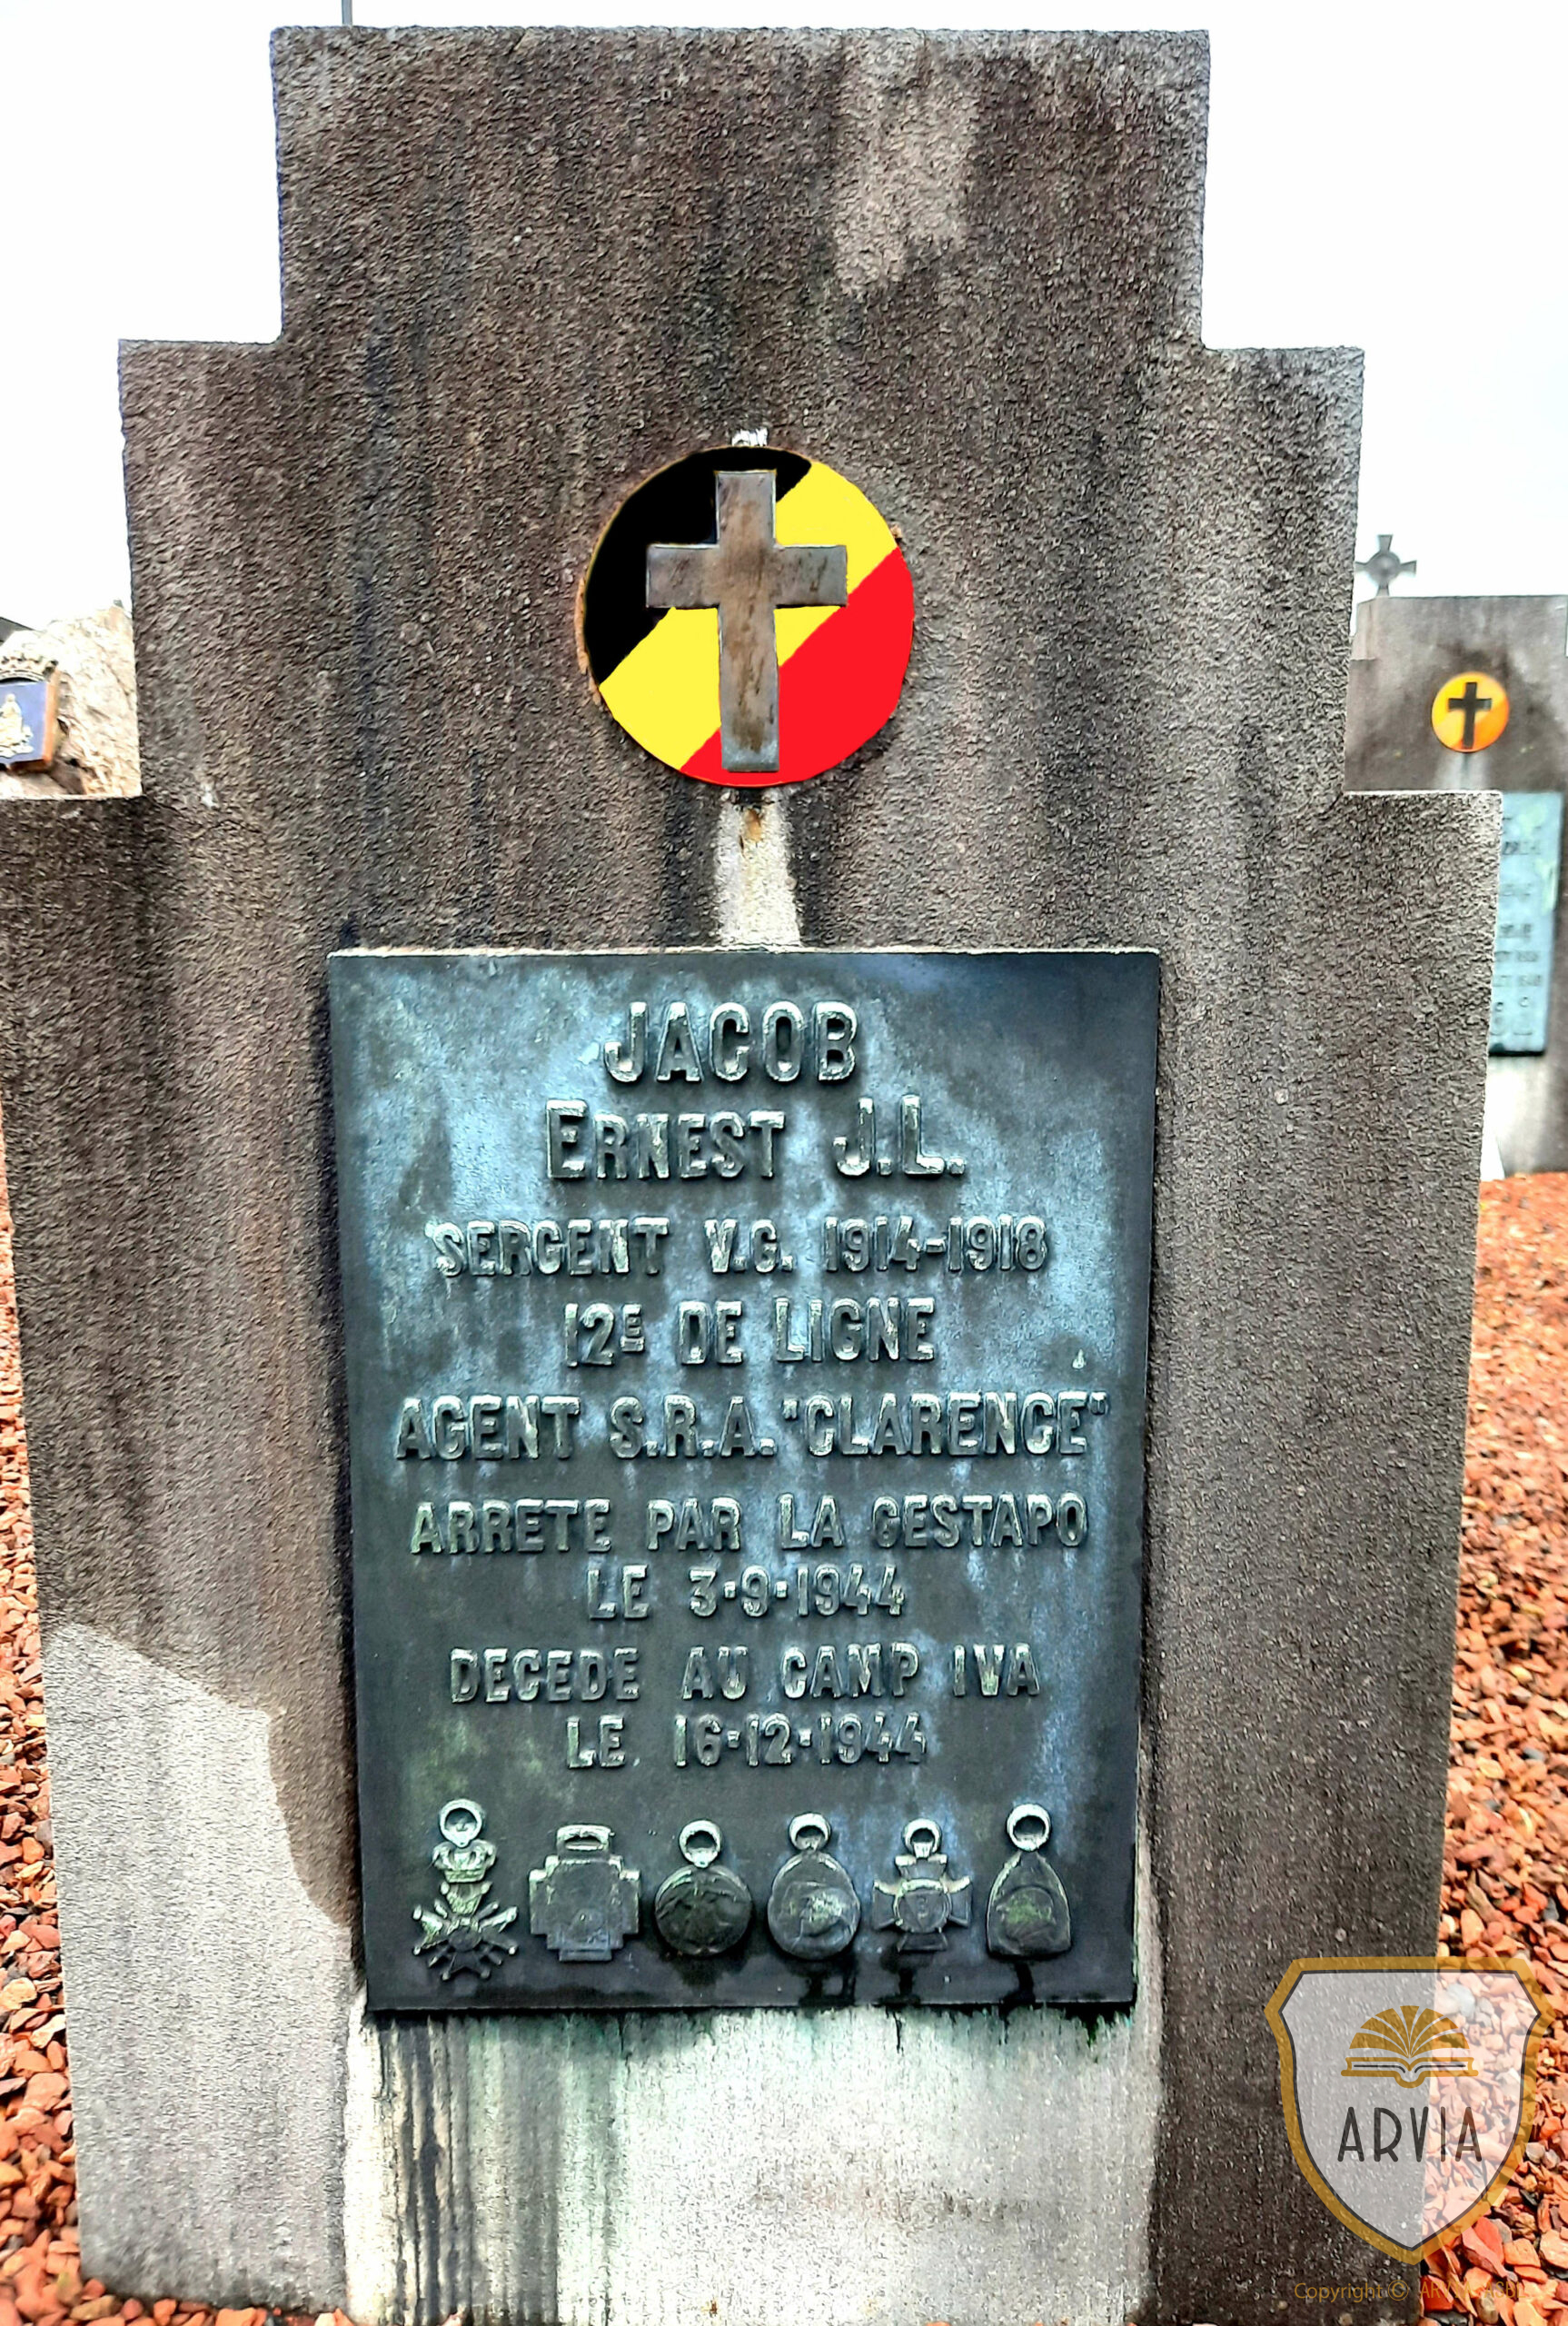 JACOB
ERNEST J.L.
SERGENT V.G. 1914-1918
12E DE LIGNE
AGENT S.R.A. "CLARENCE"
ARRETE PAR LA GESTAPO
LE 3·9·1944
DECEDE AU CAMP IVA
LE 16·12·1944
ARVIA
Copyright ©